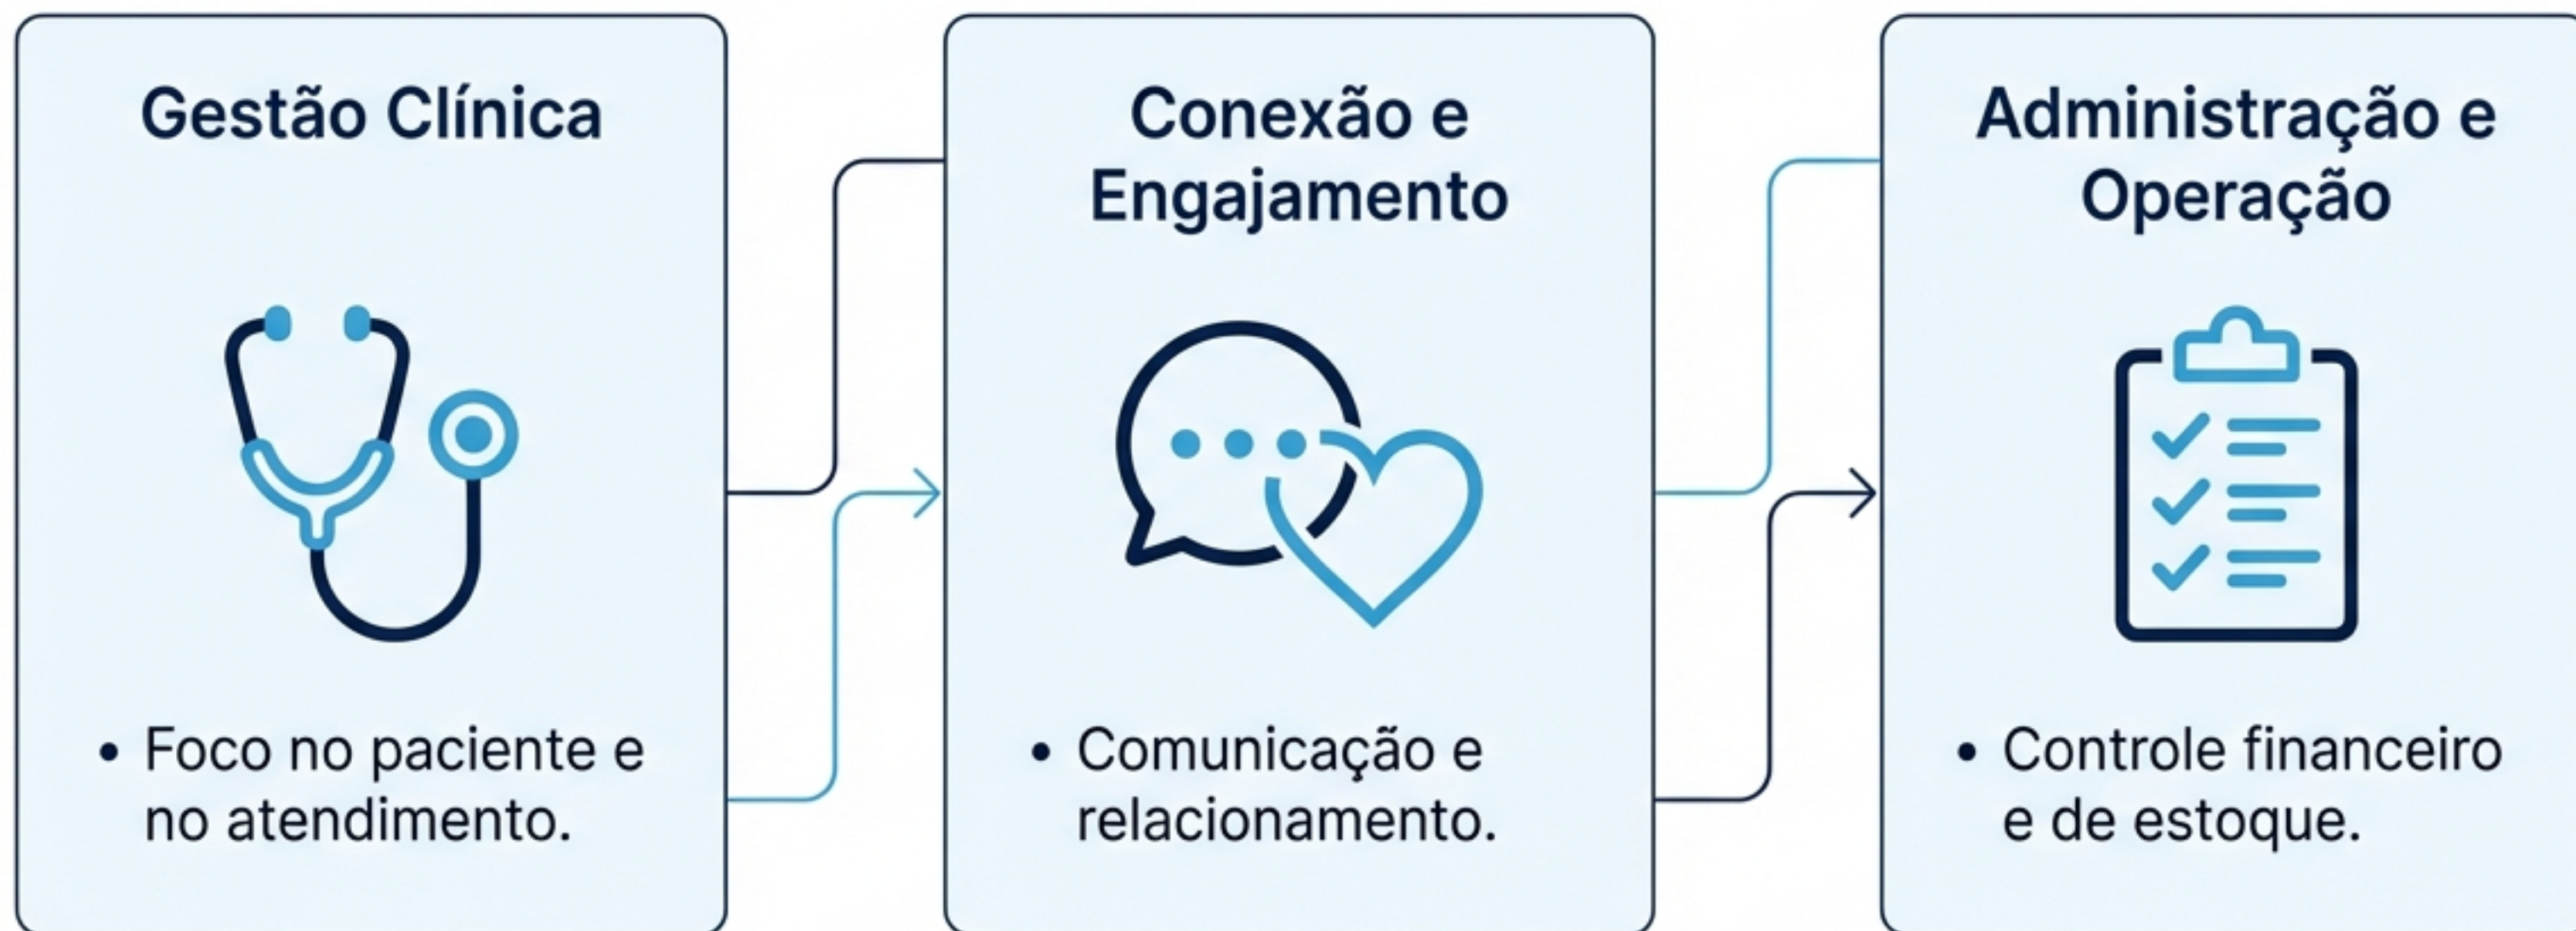 Gestão Clínica
• Foco no paciente e
no atendimento.
Conexão e
Engajamento
• Comunicação e
relacionamento.
Administração e
Operação
• Controle financeiro
e de estoque.